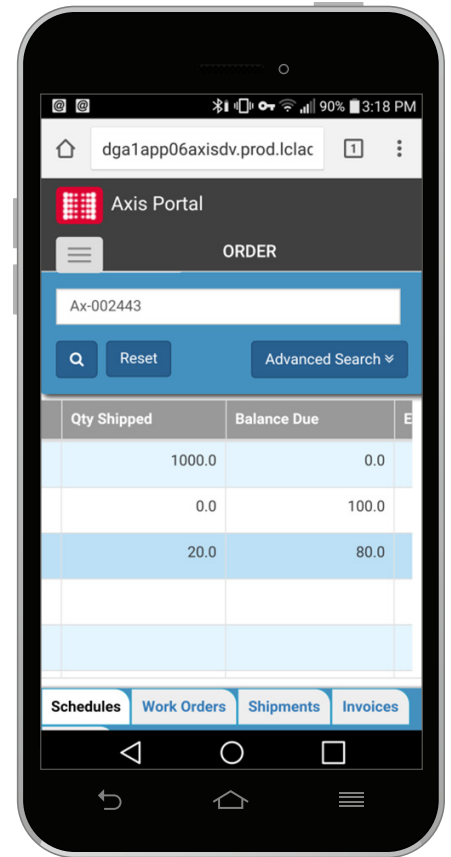 @ @ 90% 3:18 PM
dga1app06axisdv.prod.lclac 1
Axis Portal
ORDER
Ax-002443
Reset Advanced Search
Qty Shipped Balance Due E
1000.0 0.0
0.0 100.0
20.0 80.0
Schedules Work Orders Shipments Invoices